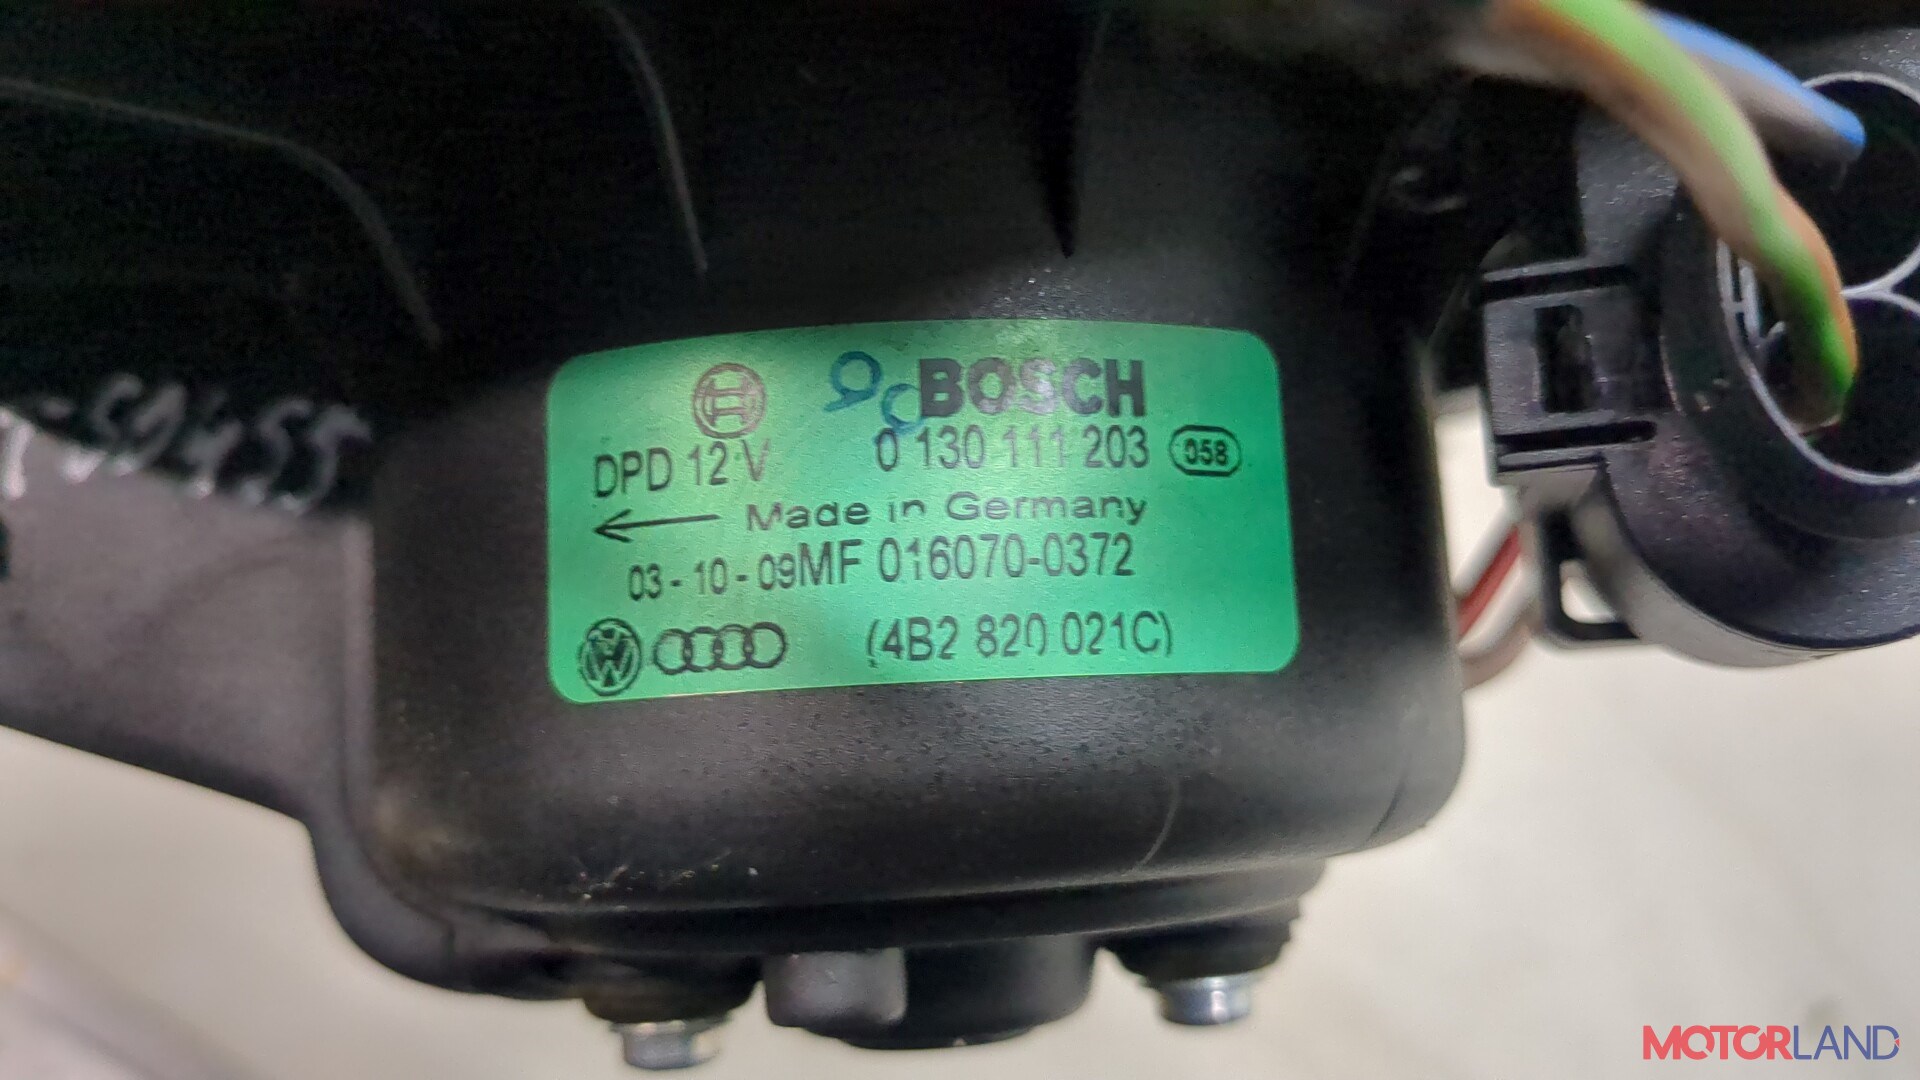 BOSCH
DPD 12 V 0 130 111 203 058
Made in Germany
03-10-09MF 016070-0372
(4B2 820 021C)
MOTORLAND